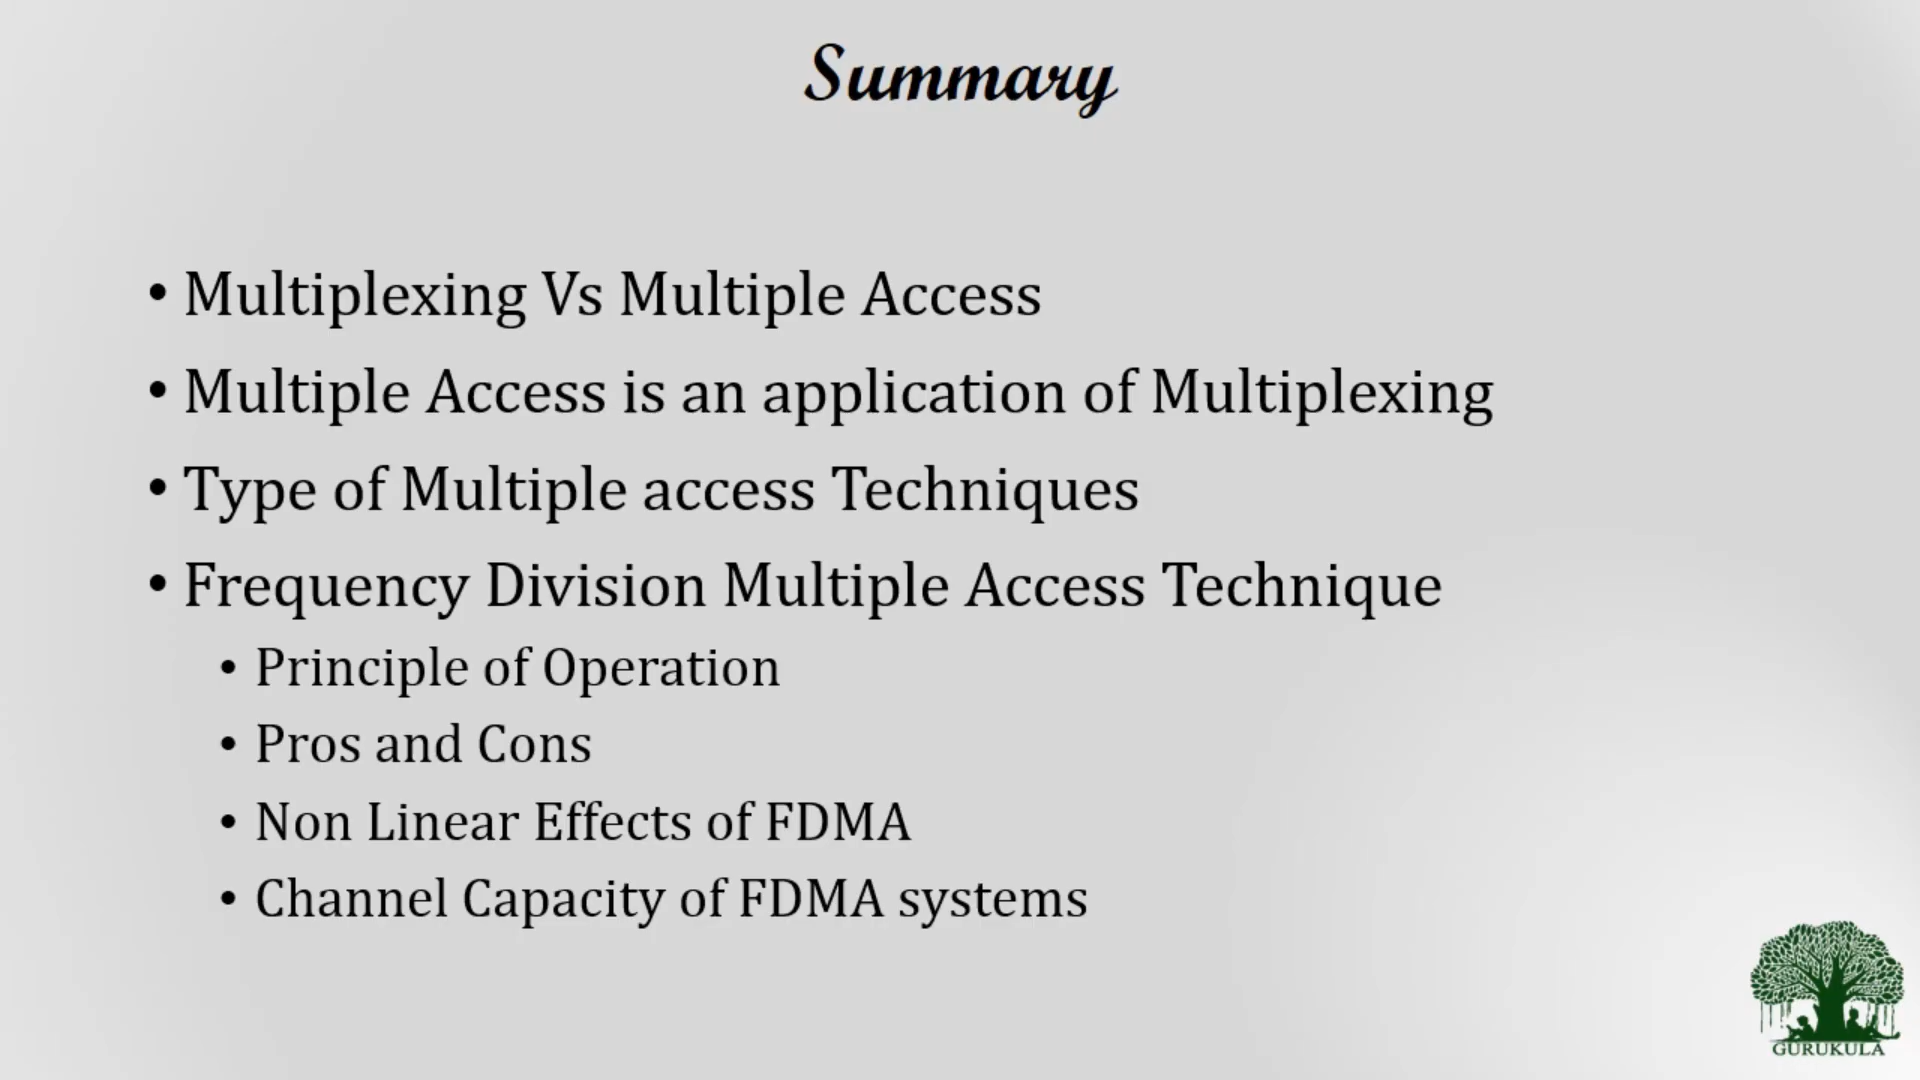 Summary
• Multiplexing Vs Multiple Access
• Multiple Access is an application of Multiplexing
• Type of Multiple access Techniques
• Frequency Division Multiple Access Technique
• Principle of Operation
• Pros and Cons
• Non Linear Effects of FDMA
• Channel Capacity of FDMA systems
GURUKULA